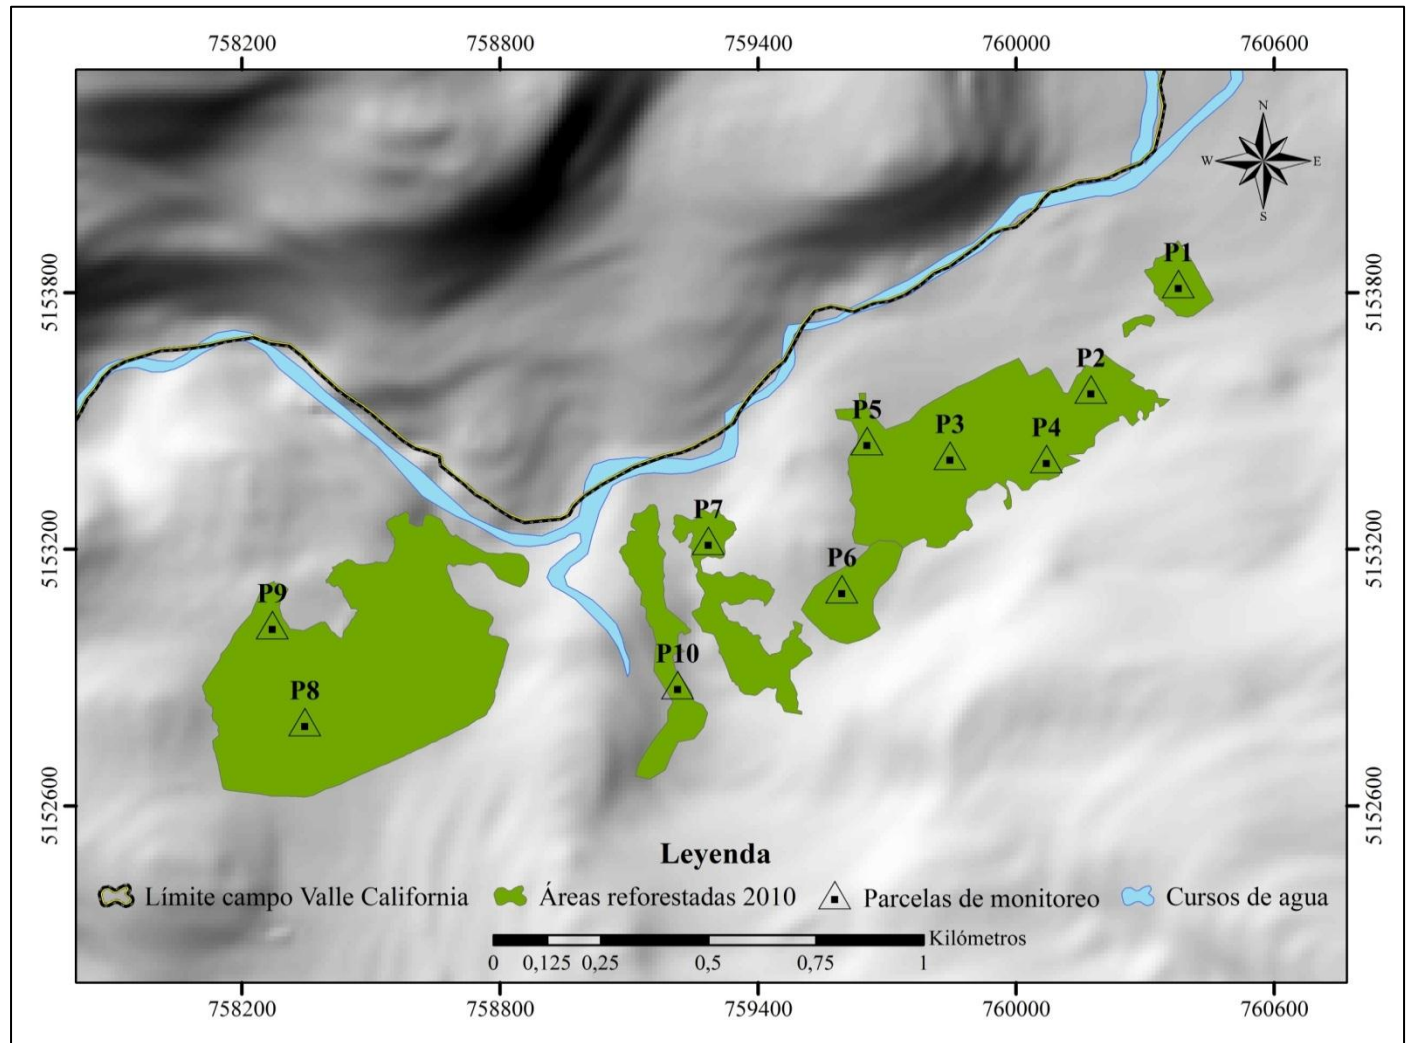 758200 758800 759400 760000 760600
N
W E
S
5153800 5153800
P1
P2
P5
P3 P4
P7
5153200 5153200
P6
P9
P10
P8
5152600 5152600
Leyenda
Límite campo Valle California Áreas reforestadas 2010 Parcelas de monitoreo Cursos de agua
Kilómetros
0 0,125 0,25 0,5 0,75 1
758200 758800 759400 760000 760600